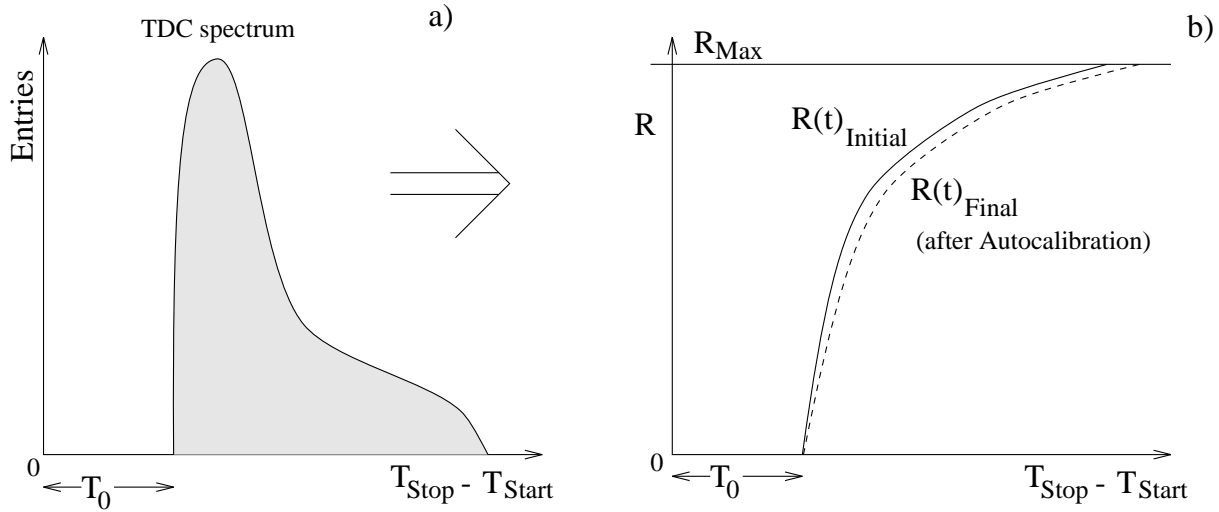 a)
TDC spectrum
Entries
0
T0
TStop - TStart
b)
RMax
R
R(t)Initial
R(t)Final
(after Autocalibration)
0
T0
TStop - TStart